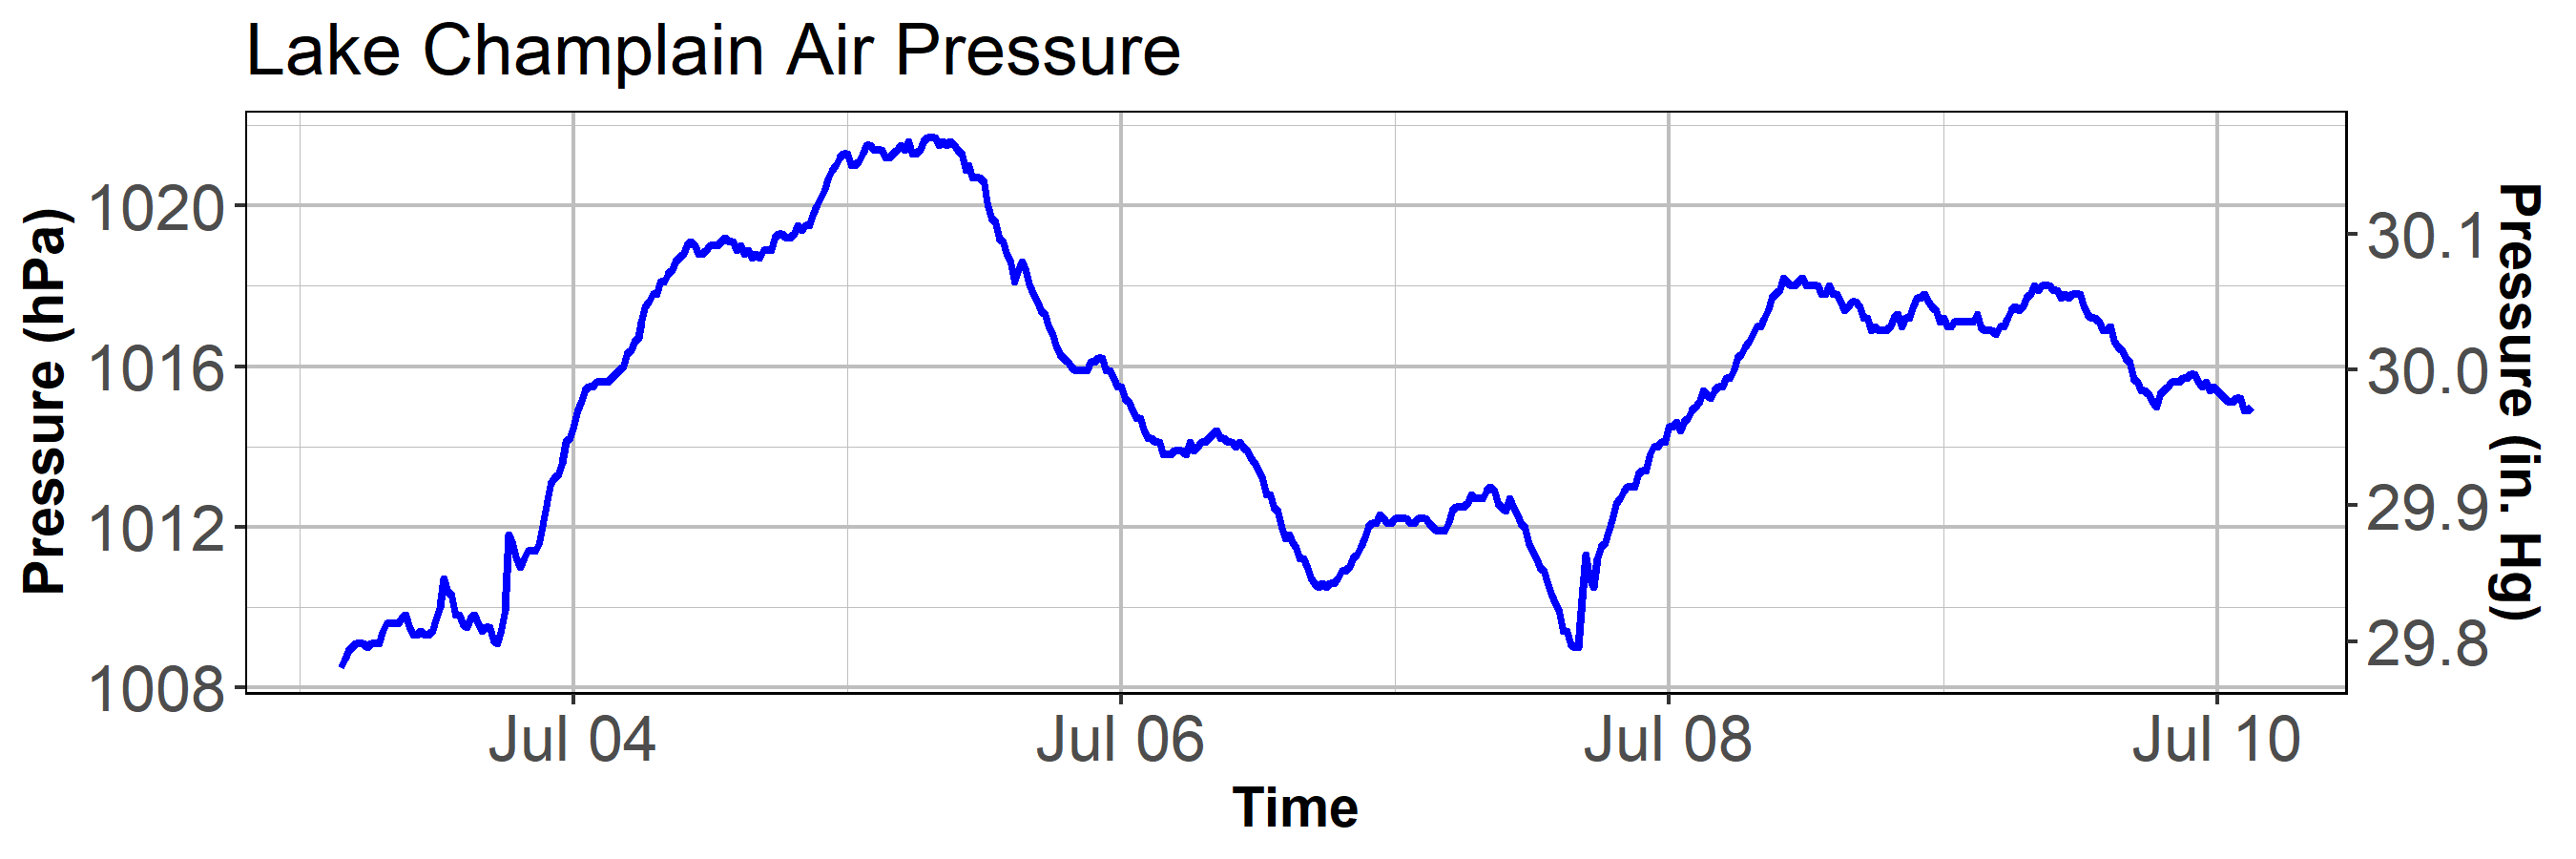 Lake Champlain Air Pressure
Pressure (hPa)
1020
1016
1012
1008
30.1
30.0
29.9
29.8
Pressure (in. Hg)
Jul 04 Jul 06 Jul 08 Jul 10
Time